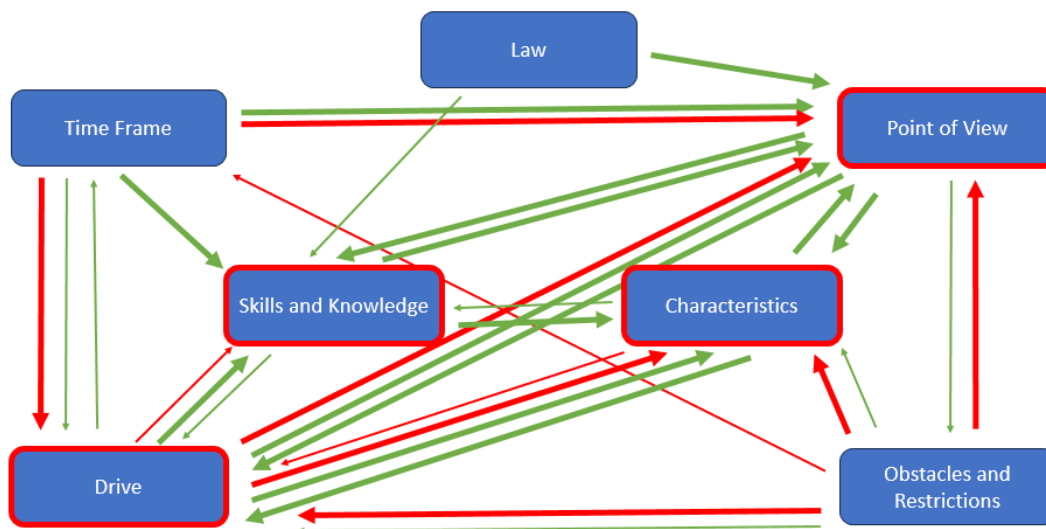 Law
Time Frame
Point of View
Skills and Knowledge
Characteristics
Drive
Obstacles and
Restrictions